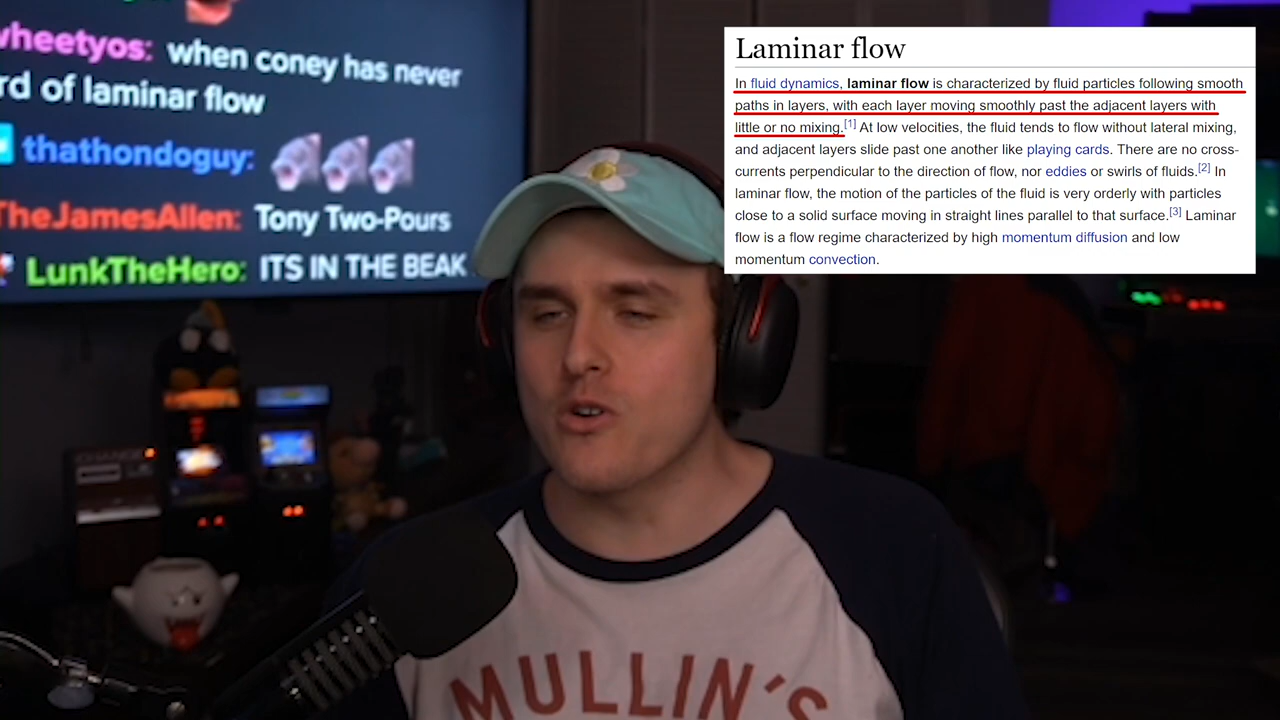 wheetyos: when coney has never
rd of laminar flow
thathondoguy:
TheJamesAllen: Tony Two-Pours
LunkTheHero: ITS IN THE BEAK
Laminar flow
In fluid dynamics, laminar flow is characterized by fluid particles following smooth
paths in layers, with each layer moving smoothly past the adjacent layers with
little or no mixing.[1] At low velocities, the fluid tends to flow without lateral mixing,
and adjacent layers slide past one another like playing cards. There are no cross-
currents perpendicular to the direction of flow, nor eddies or swirls of fluids.[2] In
laminar flow, the motion of the particles of the fluid is very orderly with particles
close to a solid surface moving in straight lines parallel to that surface.[3] Laminar
flow is a flow regime characterized by high momentum diffusion and low
momentum convection.
MULLIN'S